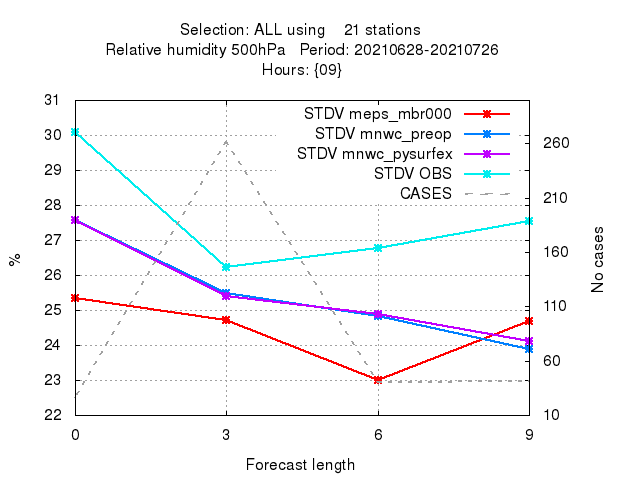 Selection: ALL using    21 stations
Relative humidity 500hPa   Period: 20210628-20210726
Hours: {09}
STDV meps_mbr000
STDV mnwc_preop
STDV mnwc_pysurfex
STDV OBS
CASES
31
30
29
28
27
26
25
24
23
22
%
260
210
160
110
60
10
No cases
0 3 6 9
Forecast length